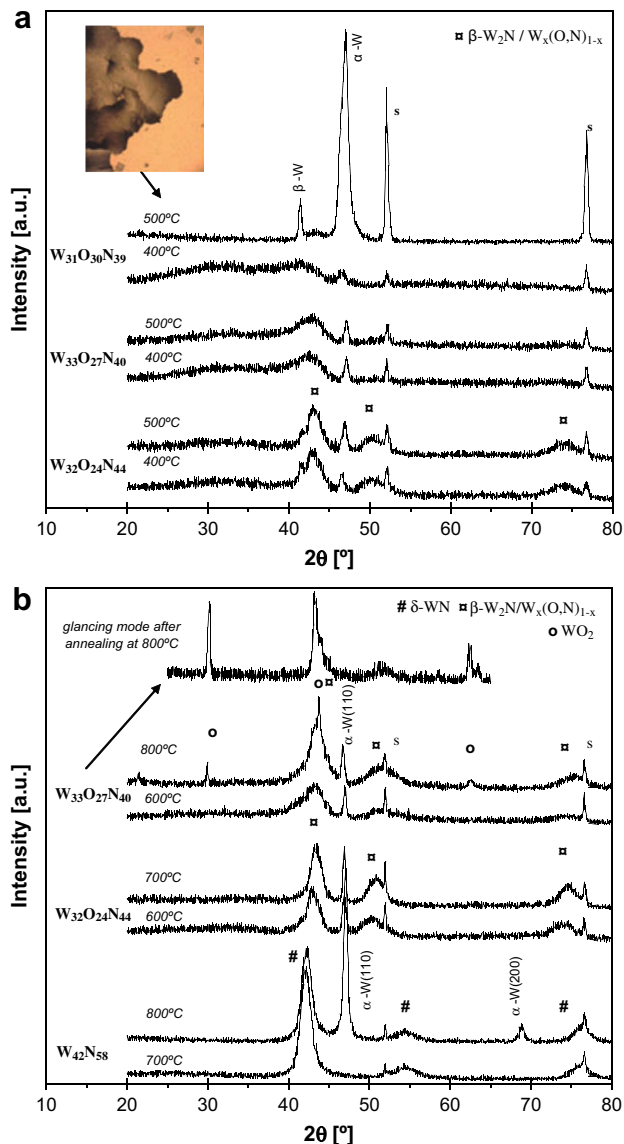 a
¤ β-W₂N / Wₓ(O,N)₁₋ₓ
α -W
s
s
β -W
500ºC
W₃₁O₃₀N₃₉
400ºC
500ºC
W₃₃O₂₇N₄₀
400ºC
¤ ¤ ¤
500ºC
W₃₂O₂₄N₄₄
400ºC
Intensity [a.u.]
10 20 30 40 50 60 70 80
2θ [º]
b
# δ-WN ¤ β-W₂N/Wₓ(O,N)₁₋ₓ
o WO₂
glancing mode after
annealing at 800ºC
o ¤
α -W(110)
o ¤ s o ¤ s
800ºC
W₃₃O₂₇N₄₀
600ºC
¤ ¤ ¤
700ºC
W₃₂O₂₄N₄₄
600ºC
# α -W(110) # α -W(200) #
800ºC
W₄₂N₅₈
700ºC
Intensity [a.u.]
10 20 30 40 50 60 70 80
2θ [º]